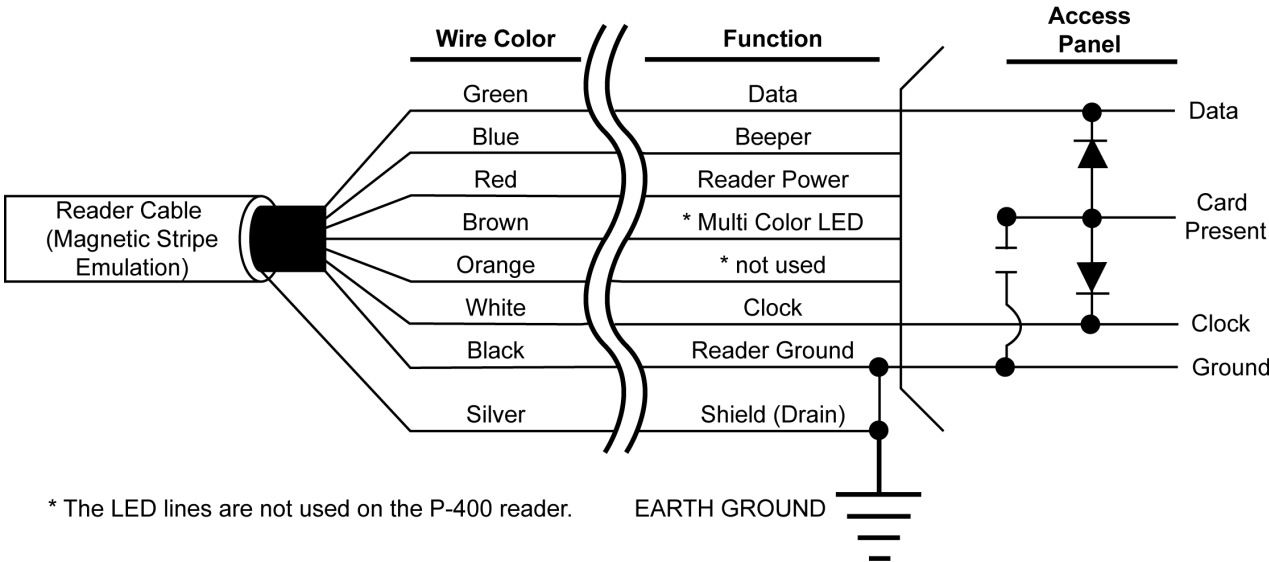 Access
Panel
Wire Color
Function
Green
Data
Data
Blue
Beeper
Red
Reader Power
Reader Cable
(Magnetic Stripe
Emulation)
Brown
* Multi Color LED
Card
Present
Orange
* not used
White
Clock
Clock
Black
Reader Ground
Ground
Silver
Shield (Drain)
* The LED lines are not used on the P-400 reader.
EARTH GROUND